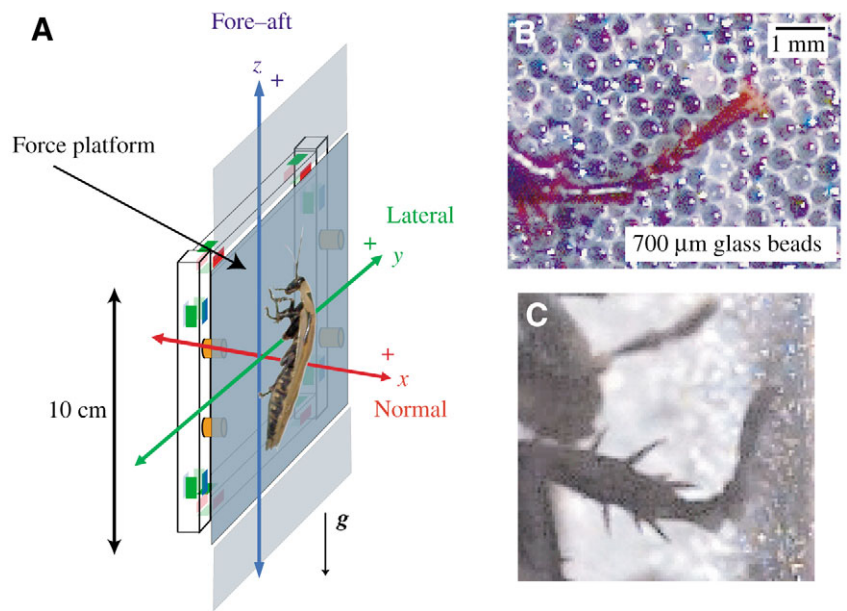 A
Fore–aft
z
+
Force platform
Lateral
+
y
+
x
Normal
10 cm
g
B
1 mm
700 μm glass beads
C